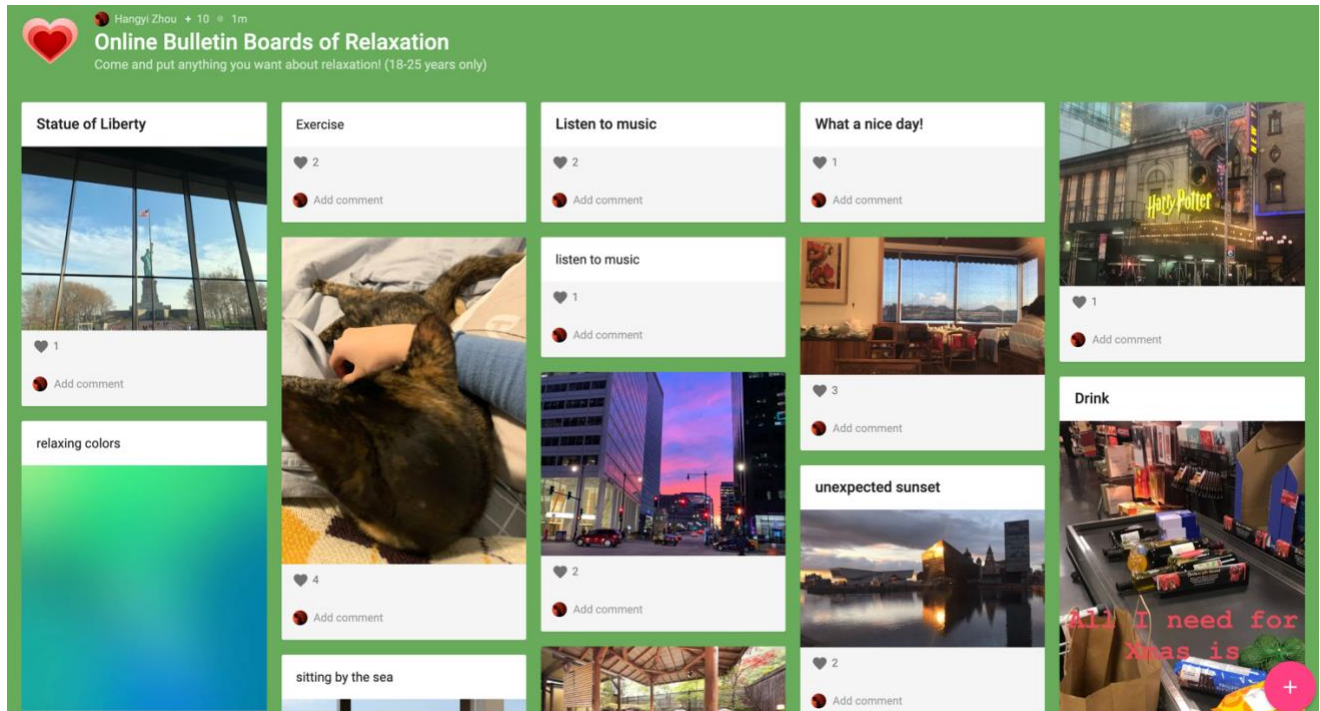 Hangyi Zhou + 10 • 1m
Online Bulletin Boards of Relaxation
Come and put anything you want about relaxation! (18-25 years only)
Statue of Liberty
1
Add comment
relaxing colors
Exercise
2
Add comment
4
Add comment
sitting by the sea
Listen to music
2
Add comment
listen to music
1
Add comment
2
Add comment
What a nice day!
1
Add comment
3
Add comment
unexpected sunset
2
Add comment
Harry Potter
1
Add comment
Drink
All I need for
Xmas is
+